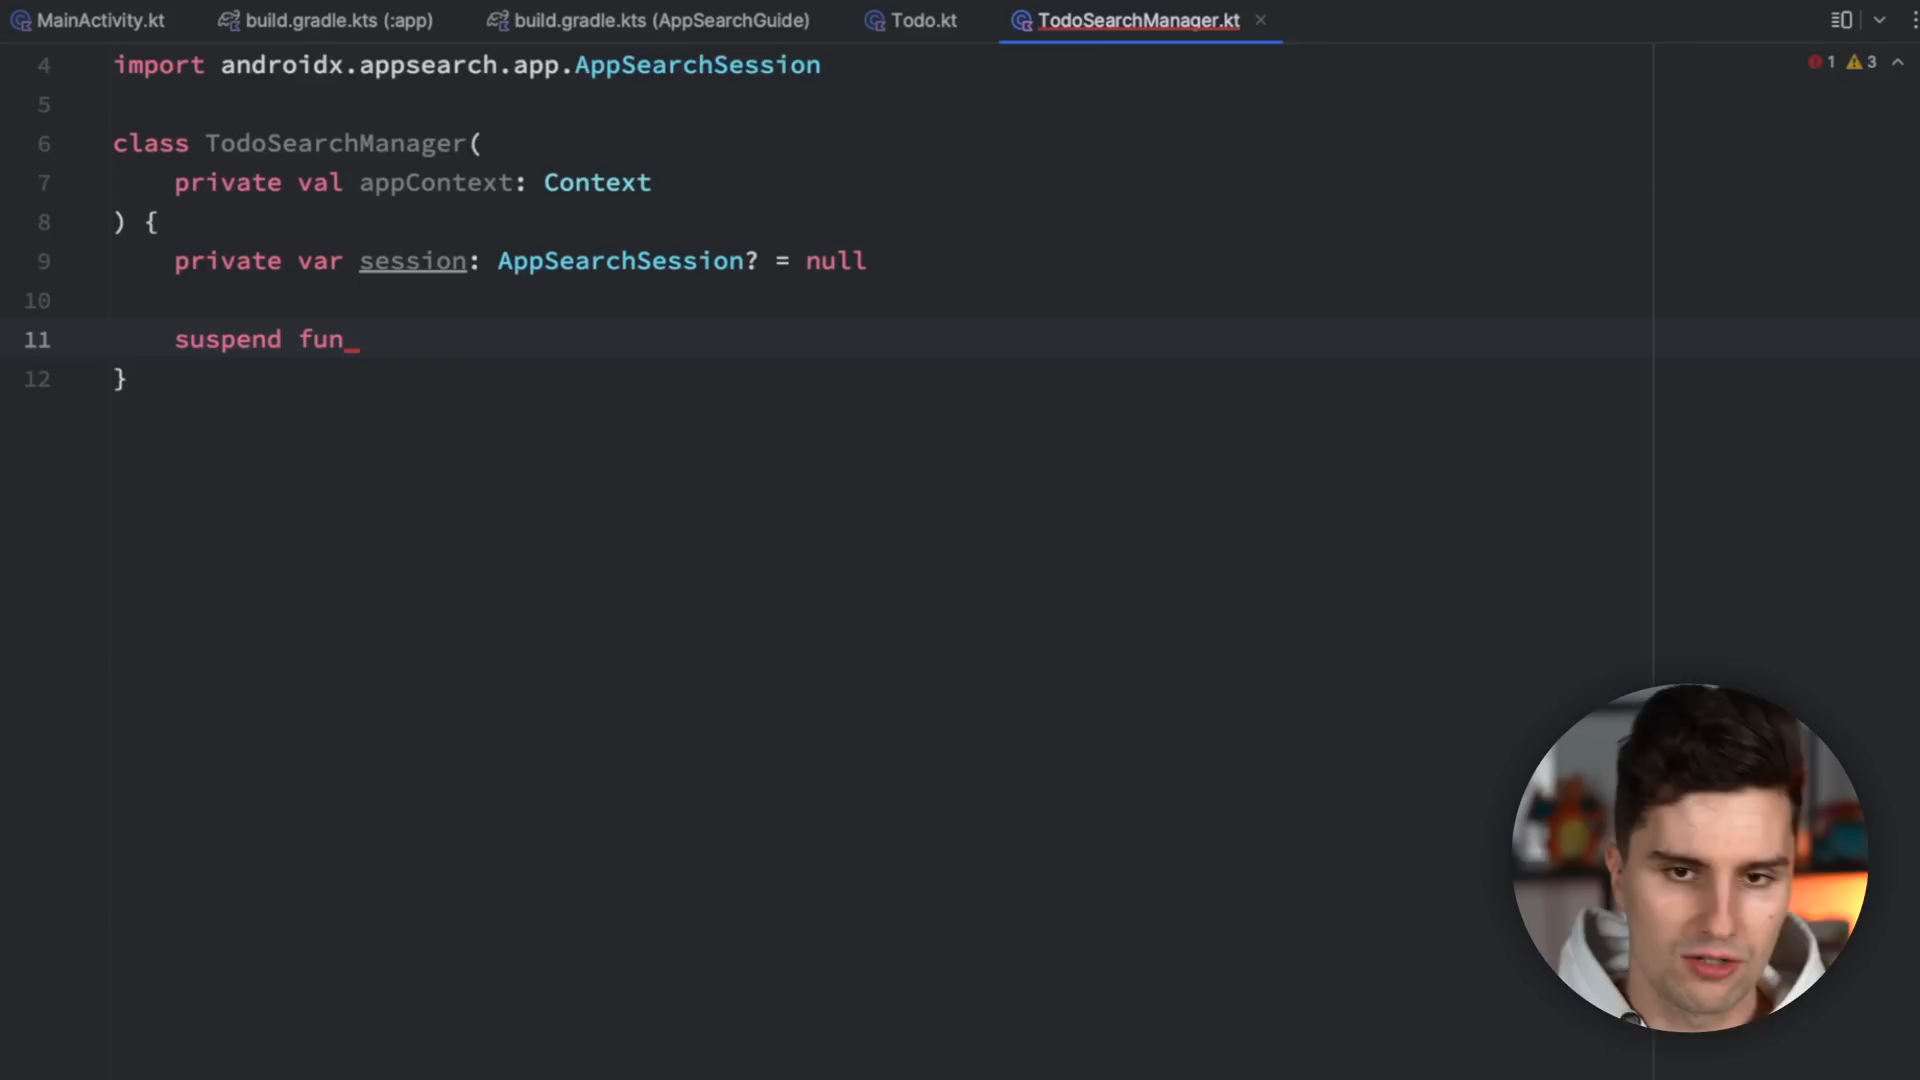 MainActivity.kt build.gradle.kts (:app) build.gradle.kts (AppSearchGuide) Todo.kt TodoSearchManager.kt
1 3
4 import androidx.appsearch.app.AppSearchSession
5
6 class TodoSearchManager(
7 private val appContext: Context
8 ) {
9 private var session: AppSearchSession? = null
10
11 suspend fun
12 }